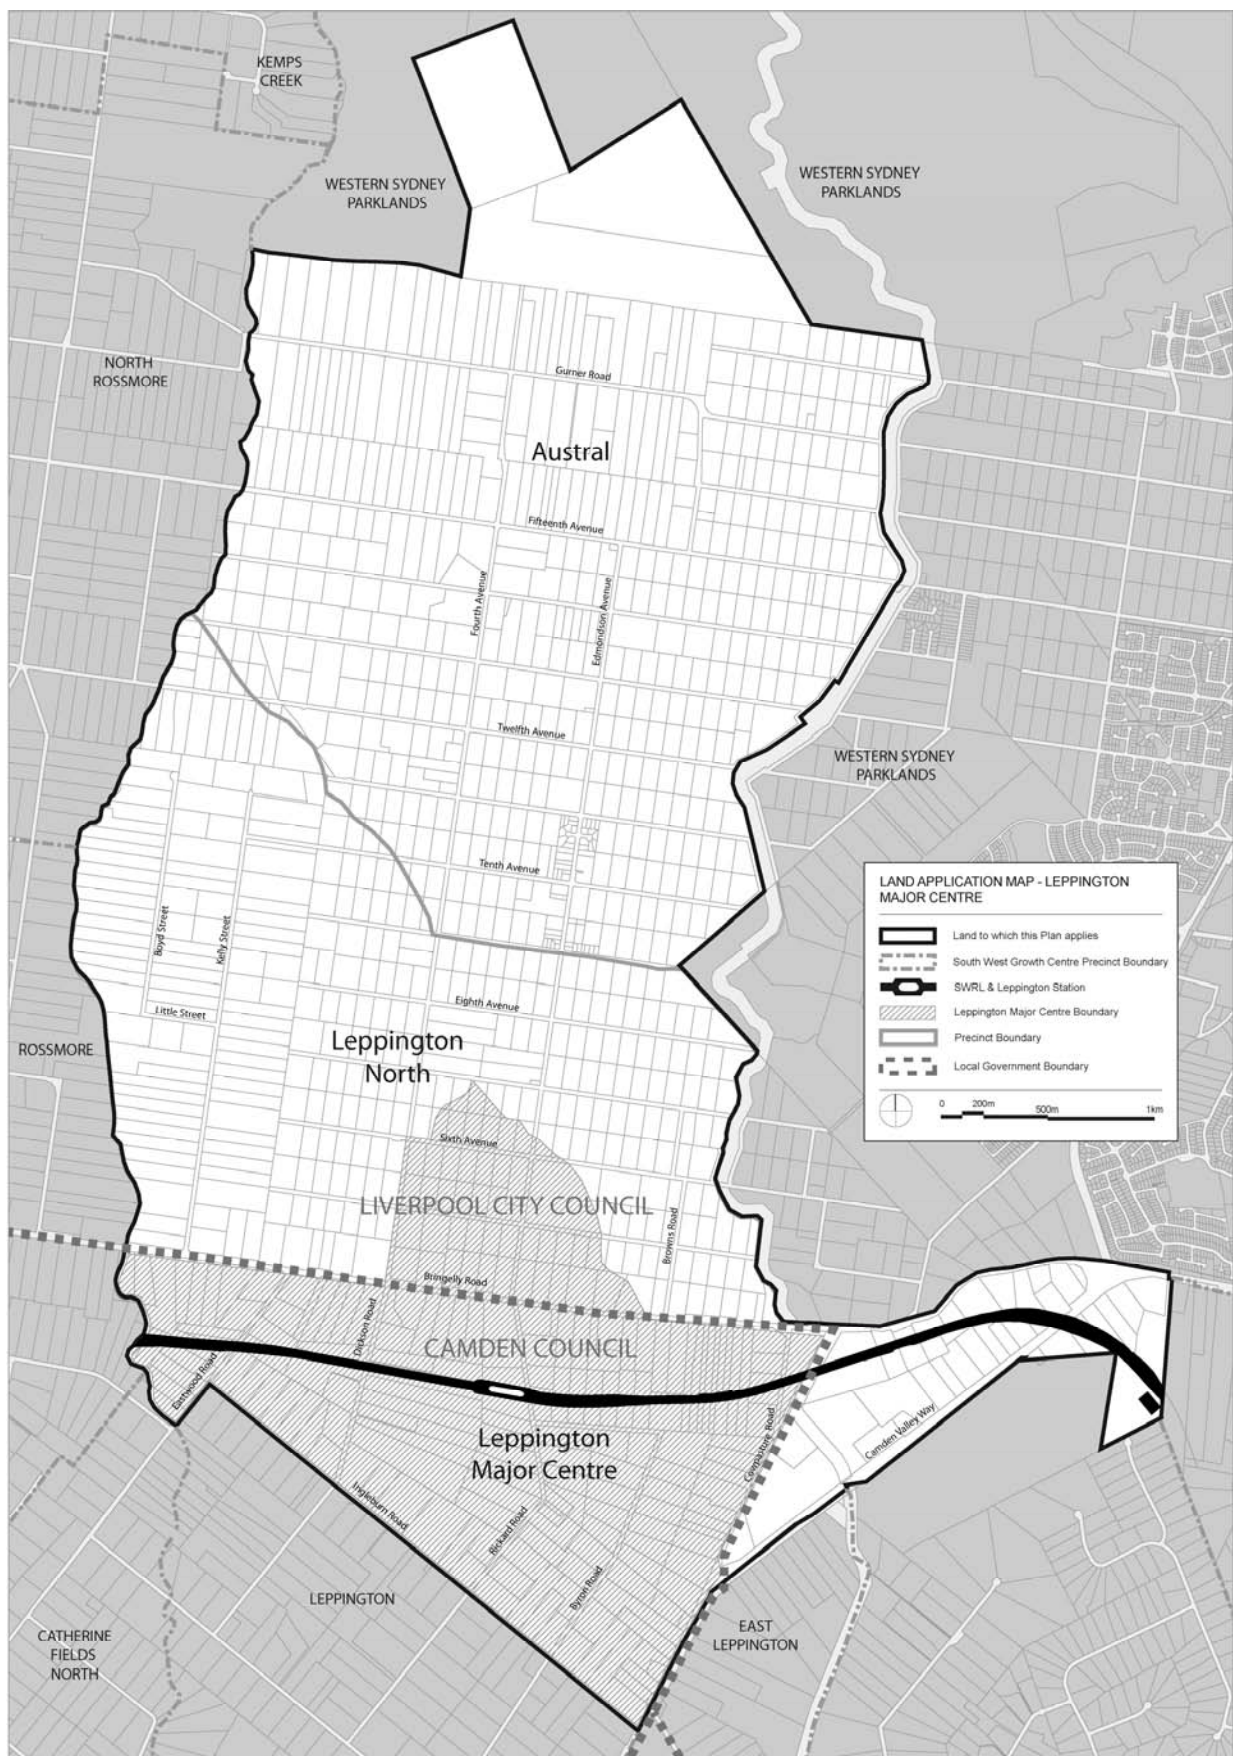 KEMPS
CREEK
WESTERN SYDNEY
PARKLANDS
WESTERN SYDNEY
PARKLANDS
NORTH
ROSSMORE
Gurner Road
Austral
Fifteenth Avenue
Fourth Avenue
Edmondson Avenue
Twelfth Avenue
WESTERN SYDNEY
PARKLANDS
Tenth Avenue
LAND APPLICATION MAP - LEPPINGTON
MAJOR CENTRE
Land to which this Plan applies
South West Growth Centre Precinct Boundary
SWRL & Leppington Station
Leppington Major Centre Boundary
Precinct Boundary
Local Government Boundary
0 200m 500m 1km
Boyd Street
Kelly Street
Eighth Avenue
Little Street
ROSSMORE
Leppington
North
Sixth Avenue
LIVERPOOL CITY COUNCIL
Browns Road
Bringelly Road
Dickson Road
CAMDEN COUNCIL
Eastwood Road
Leppington
Major Centre
Cowpasture Road
Camden Valley Way
Ingleburn Road
Rickard Road
Byron Road
LEPPINGTON
EAST
LEPPINGTON
CATHERINE
FIELDS
NORTH